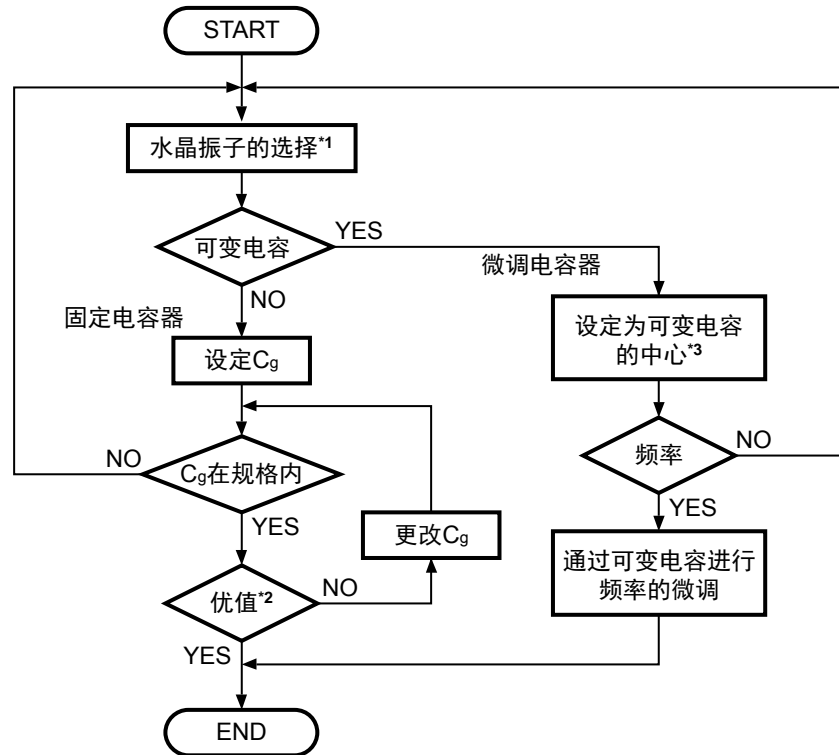 START
水晶振子的选择*1
可变电容
YES
微调电容器
NO
固定电容器
设定Cg
设定为可变电容
的中心*3
NO
Cg在规格内
YES
更改Cg
频率
NO
YES
优值*2
NO
通过可变电容进行
频率的微调
YES
END